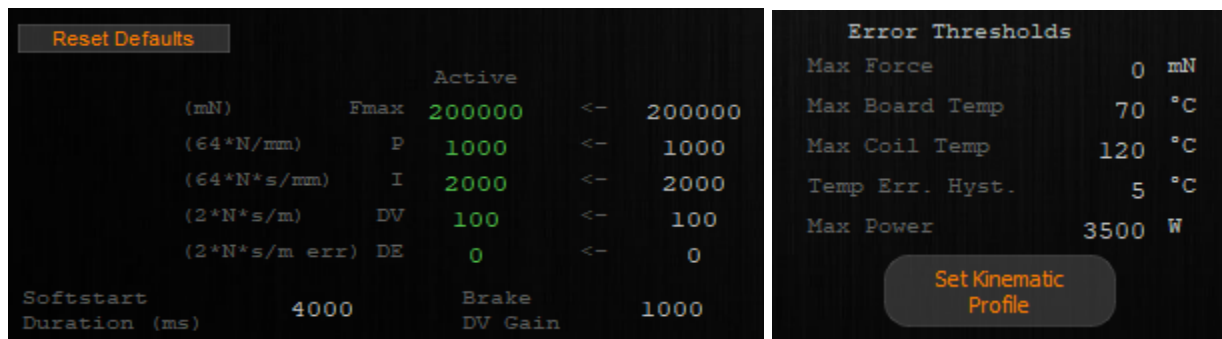 Reset Defaults
Active
(mN) Fmax 200000 <- 200000
(64*N/mm) P 1000 <- 1000
(64*N*s/mm) I 2000 <- 2000
(2*N*s/m) DV 100 <- 100
(2*N*s/m err) DE 0 <- 0
Softstart
Duration (ms) 4000
Brake
DV Gain 1000
Error Thresholds
Max Force 0 mN
Max Board Temp 70 °C
Max Coil Temp 120 °C
Temp Err. Hyst. 5 °C
Max Power 3500 W
Set Kinematic
Profile